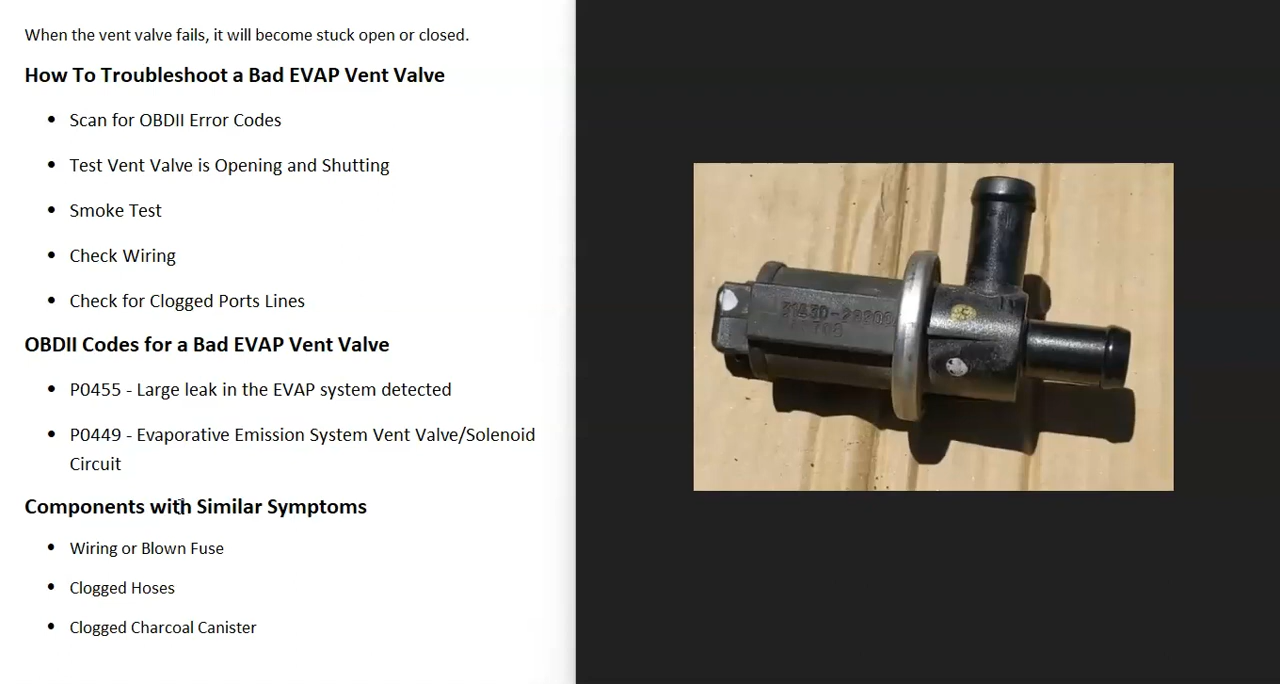 When the vent valve fails, it will become stuck open or closed.
How To Troubleshoot a Bad EVAP Vent Valve
Scan for OBDII Error Codes
Test Vent Valve is Opening and Shutting
Smoke Test
Check Wiring
Check for Clogged Ports Lines
OBDII Codes for a Bad EVAP Vent Valve
P0455 - Large leak in the EVAP system detected
P0449 - Evaporative Emission System Vent Valve/Solenoid
Circuit
Components with Similar Symptoms
Wiring or Blown Fuse
Clogged Hoses
Clogged Charcoal Canister